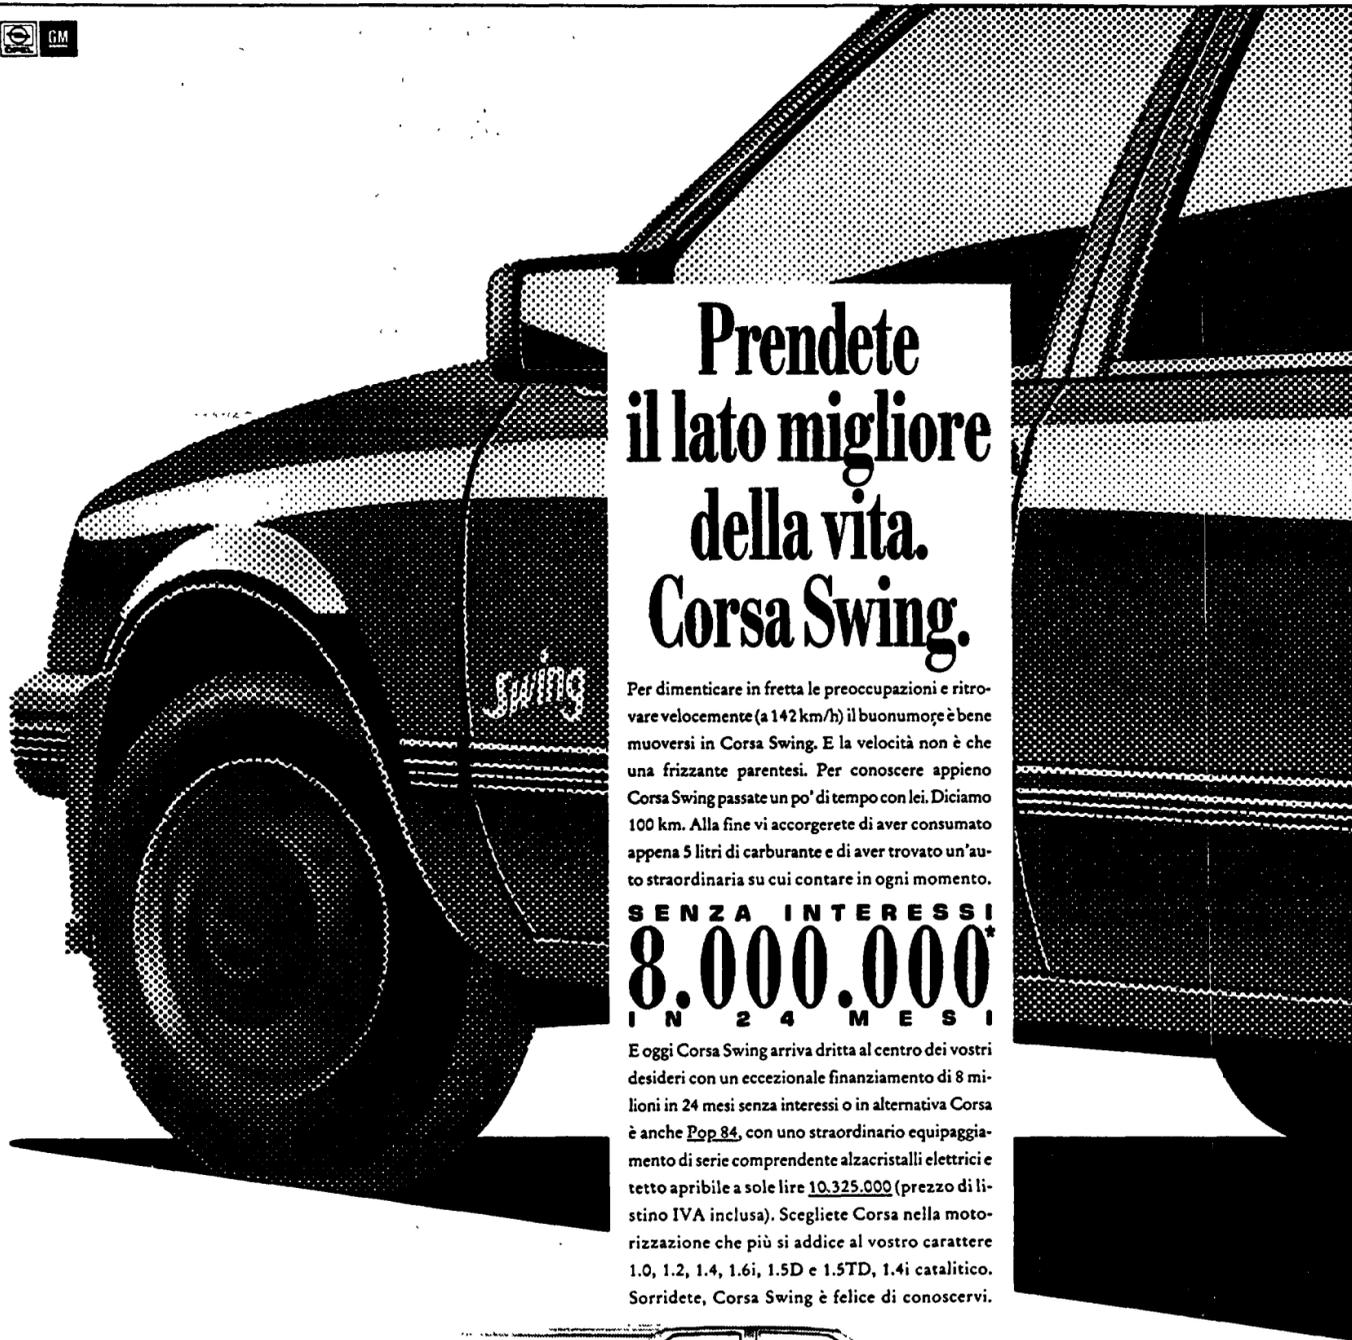 OPEL GM
Prendete
il lato migliore
della vita.
Corsa Swing.
swing
Per dimenticare in fretta le preoccupazioni e ritro-
vare velocemente (a 142 km/h) il buonumore è bene
muoversi in Corsa Swing. E la velocità non è che
una frizzante parentesi. Per conoscere appieno
Corsa Swing passate un po' di tempo con lei. Diciamo
100 km. Alla fine vi accorgerete di aver consumato
appena 5 litri di carburante e di aver trovato un'au-
to straordinaria su cui contare in ogni momento.
SENZA INTERESSI
8.000.000*
IN 24 MESI
E oggi Corsa Swing arriva dritta al centro dei vostri
desideri con un eccezionale finanziamento di 8 mi-
lioni in 24 mesi senza interessi o in alternativa Corsa
è anche Pop 84, con uno straordinario equipaggia-
mento di serie comprendente alzacristalli elettrici e
tetto apribile a sole lire 10.325.000 (prezzo di li-
stino IVA inclusa). Scegliete Corsa nella moto-
rizzazione che più si addice al vostro carattere
1.0, 1.2, 1.4, 1.6i, 1.5D e 1.5TD, 1.4i catalitico.
Sorridete, Corsa Swing è felice di conoscervi.